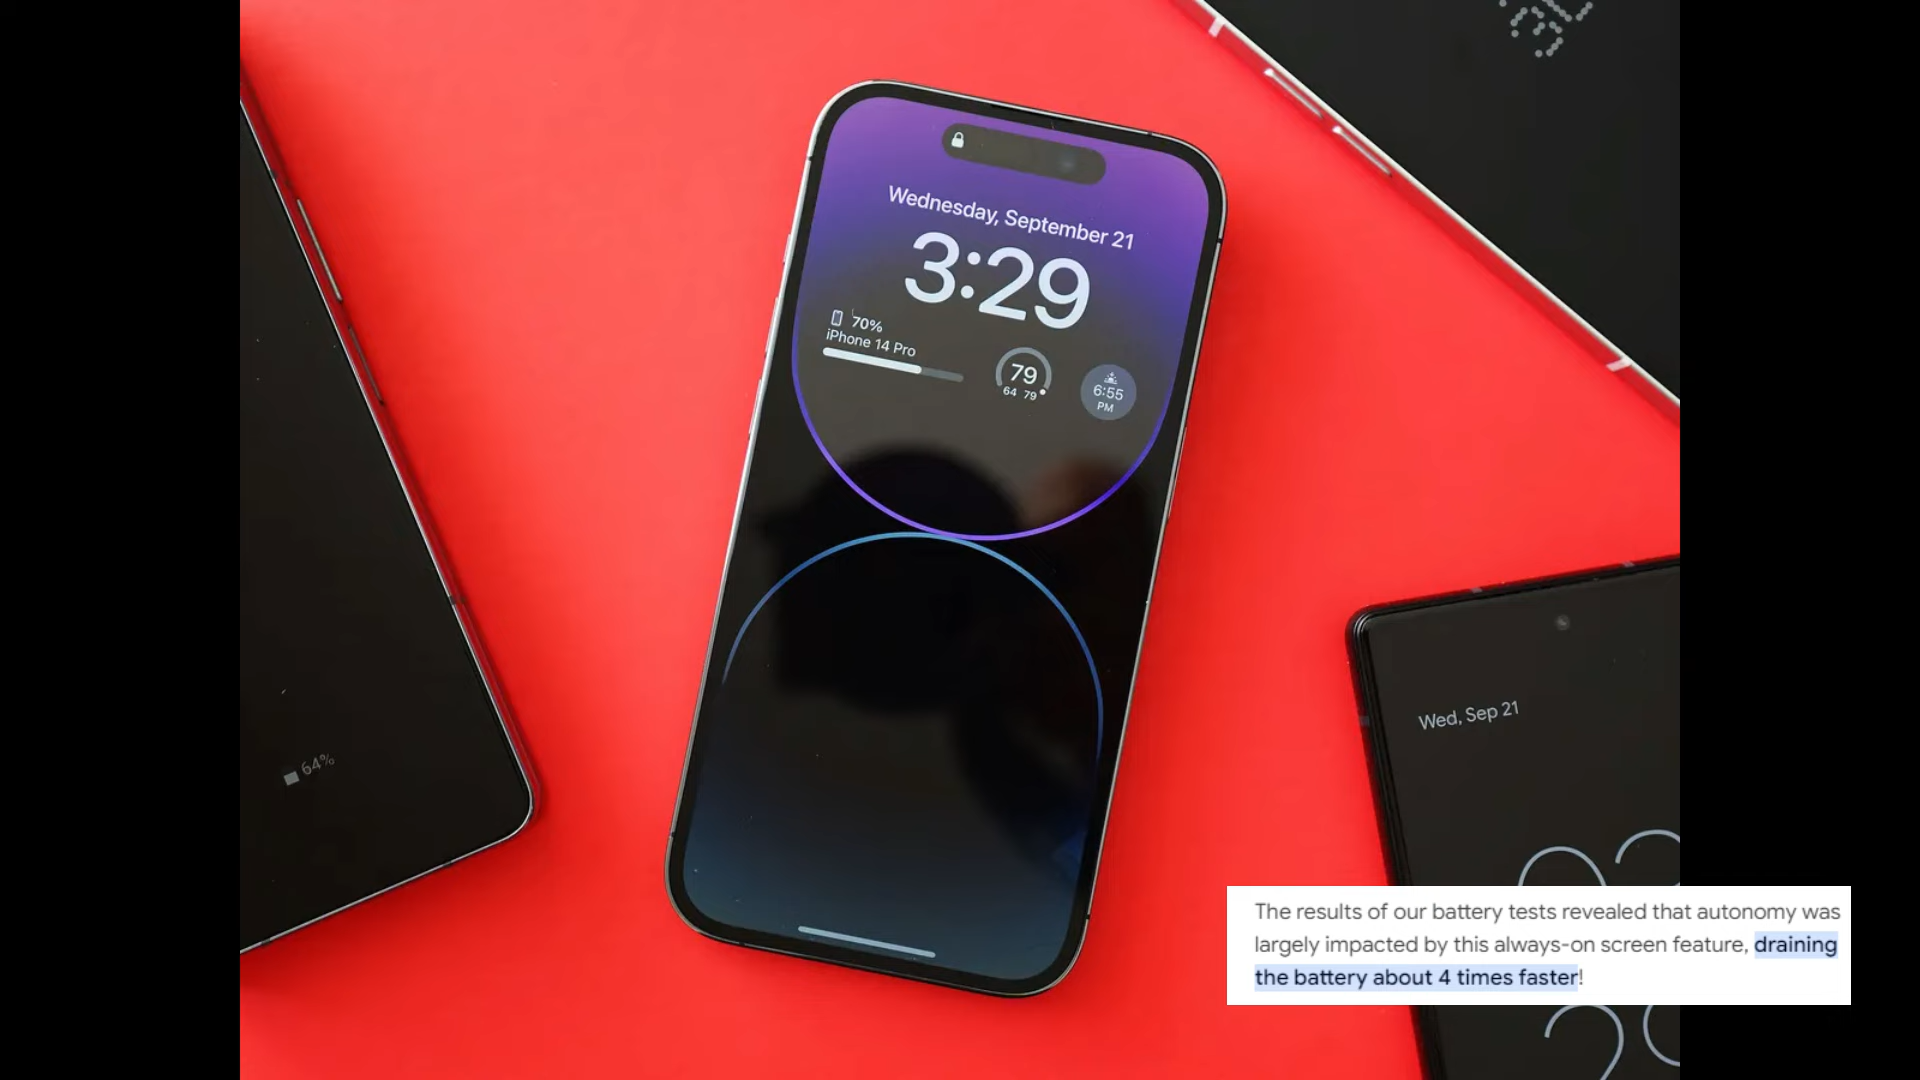 Wednesday, September 21
3:29
70%
iPhone 14 Pro
79
64 79
6:55
PM
64%
Wed, Sep 21
The results of our battery tests revealed that autonomy was
largely impacted by this always-on screen feature, draining
the battery about 4 times faster!